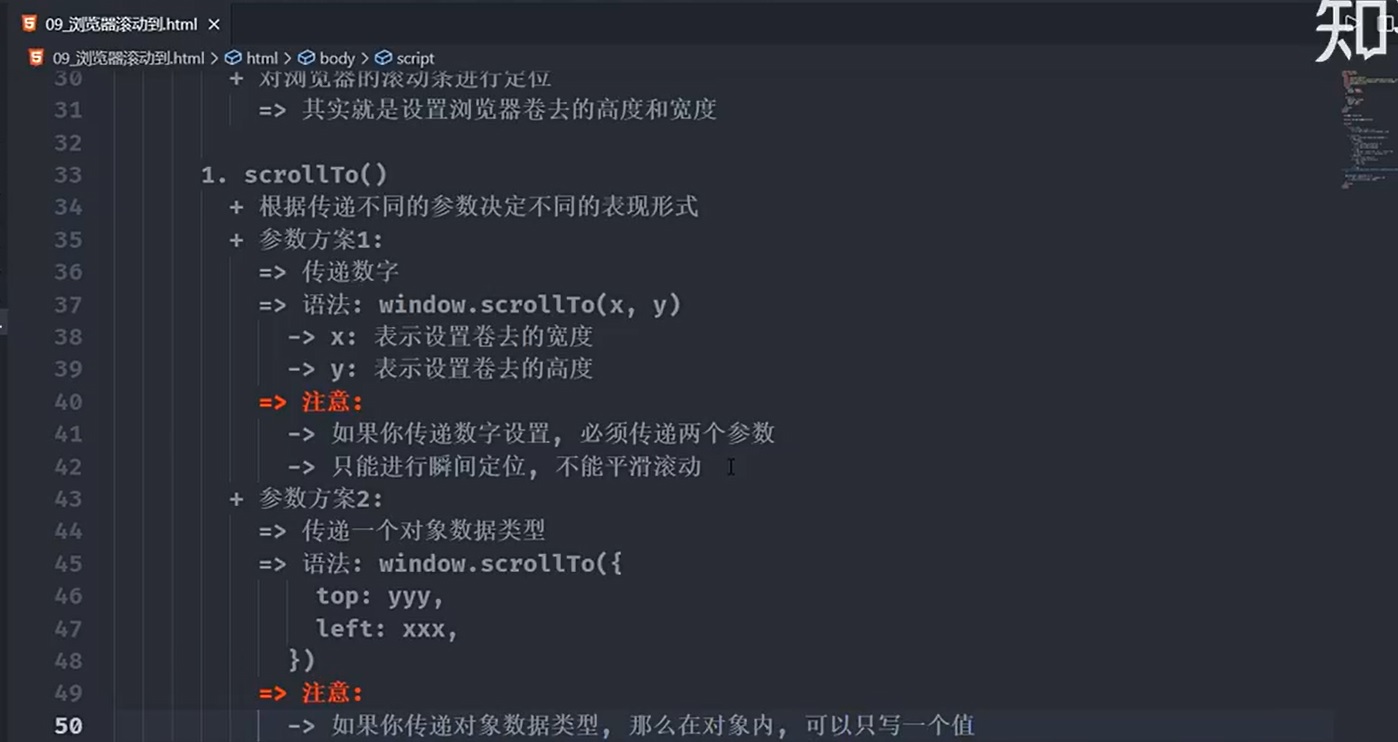 09_浏览器滚动到.html
知
09_浏览器滚动到.html > html > body > script
30 + 对浏览器的滚动条进行定位
31 => 其实就是设置浏览器卷去的高度和宽度
32
33 1. scrollTo()
34 + 根据传递不同的参数决定不同的表现形式
35 + 参数方案1:
36 => 传递数字
37 => 语法: window.scrollTo(x, y)
38 -> x: 表示设置卷去的宽度
39 -> y: 表示设置卷去的高度
40 => 注意:
41 -> 如果你传递数字设置, 必须传递两个参数
42 -> 只能进行瞬间定位, 不能平滑滚动
43 + 参数方案2:
44 => 传递一个对象数据类型
45 => 语法: window.scrollTo({
46 top: yyy,
47 left: xxx,
48 })
49 => 注意:
50 -> 如果你传递对象数据类型, 那么在对象内, 可以只写一个值